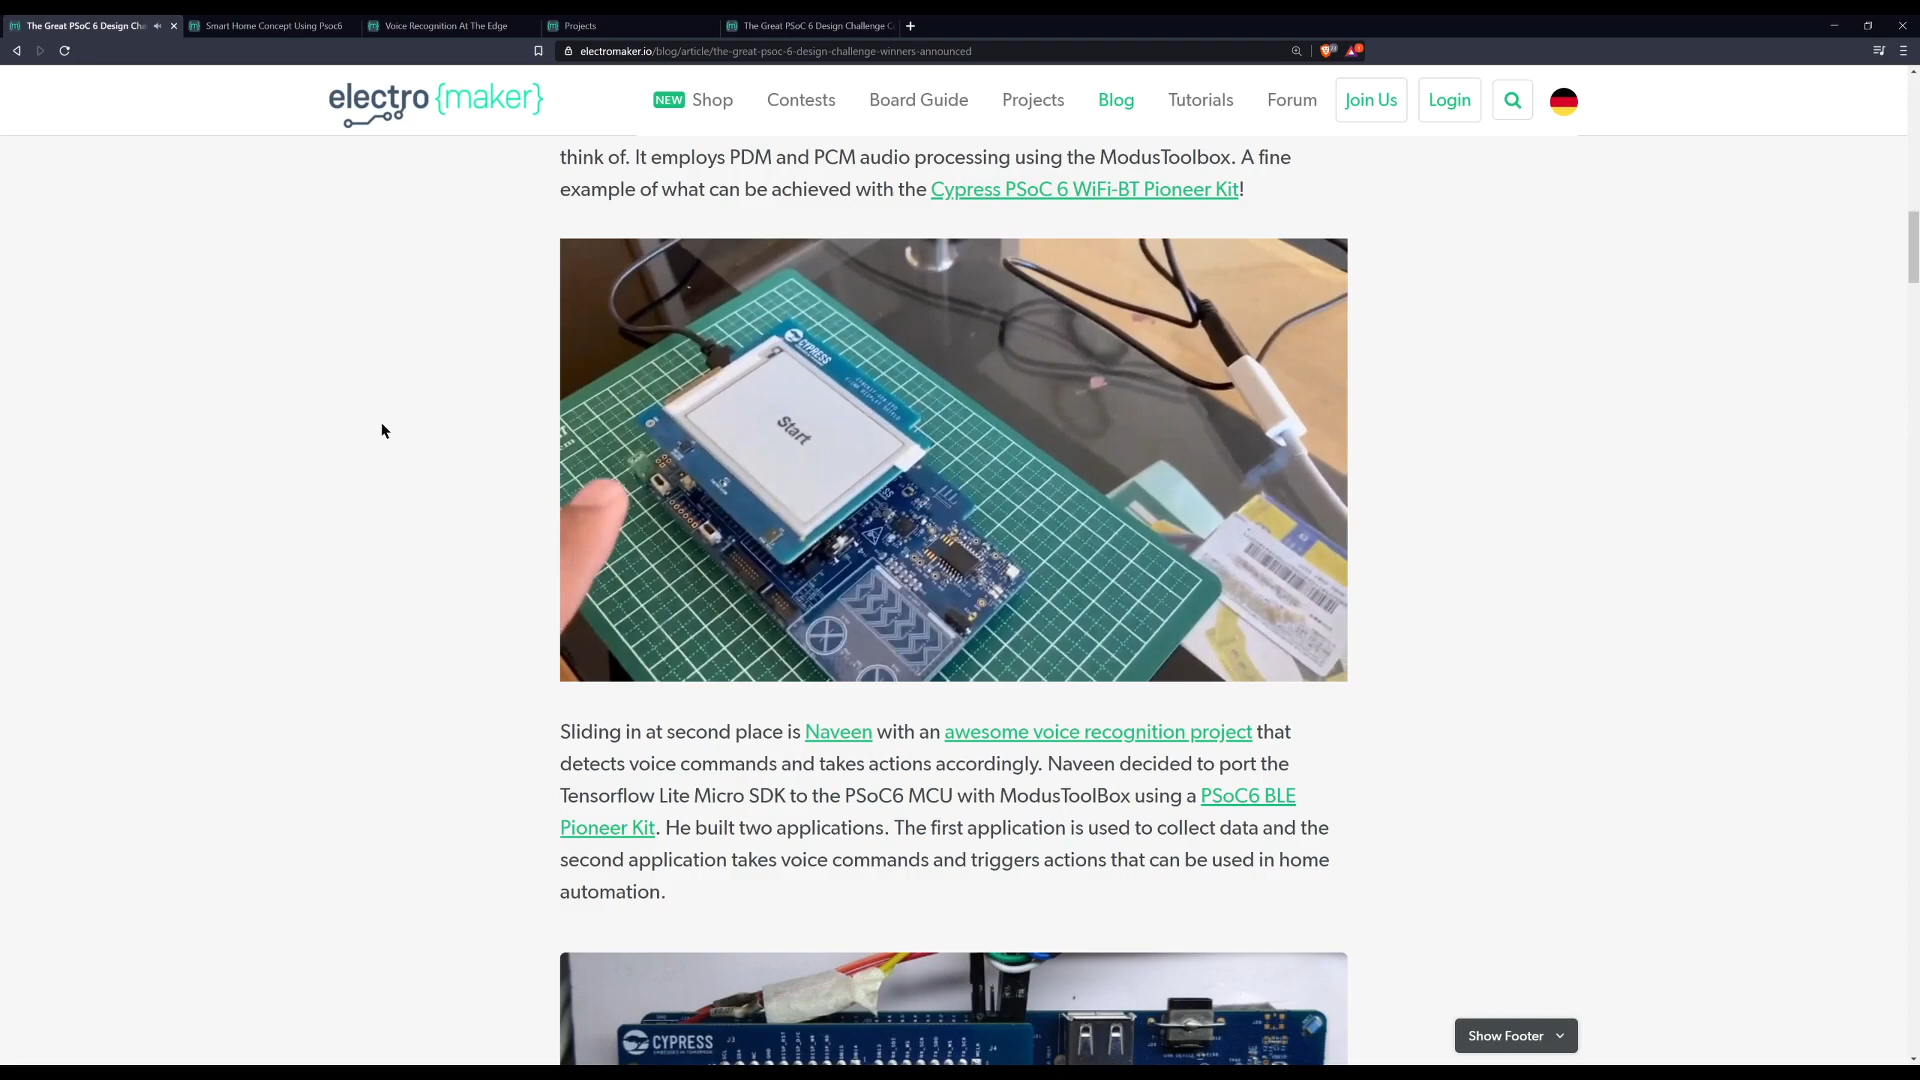 The Great PSoC 6 Design Cha
Smart Home Concept Using Psoc6
Voice Recognition At The Edge
Projects
The Great PSoC 6 Design Challenge C
electromaker.io/blog/article/the-great-psoc-6-design-challenge-winners-announced
electro {maker}
NEW Shop
Contests
Board Guide
Projects
Blog
Tutorials
Forum
Join Us
Login
think of. It employs PDM and PCM audio processing using the ModusToolbox. A fine
example of what can be achieved with the Cypress PSoC 6 WiFi-BT Pioneer Kit!
CYPRESS
Start
Sliding in at second place is Naveen with an awesome voice recognition project that
detects voice commands and takes actions accordingly. Naveen decided to port the
Tensorflow Lite Micro SDK to the PSoC6 MCU with ModusToolBox using a PSoC6 BLE
Pioneer Kit. He built two applications. The first application is used to collect data and the
second application takes voice commands and triggers actions that can be used in home
automation.
CYPRESS
EMBEDDED IN TOMORROW
J3
J4
Show Footer